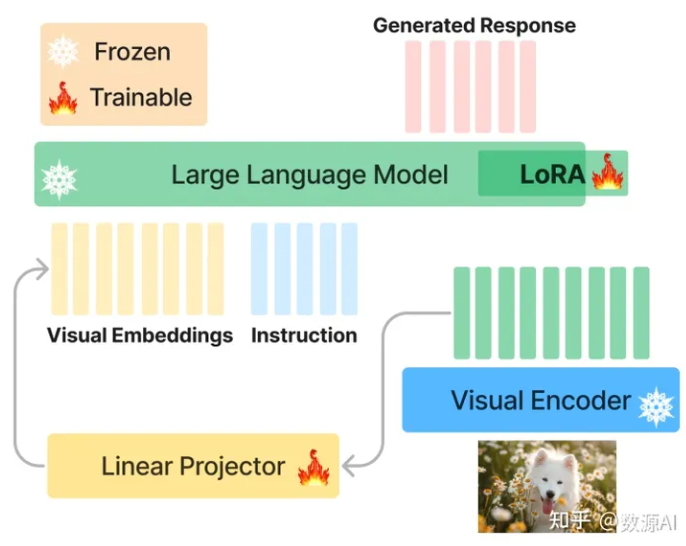 Generated Response
Frozen
Trainable
Large Language Model
LoRA
Visual Embeddings
Instruction
Visual Encoder
Linear Projector
知乎 @数源AI